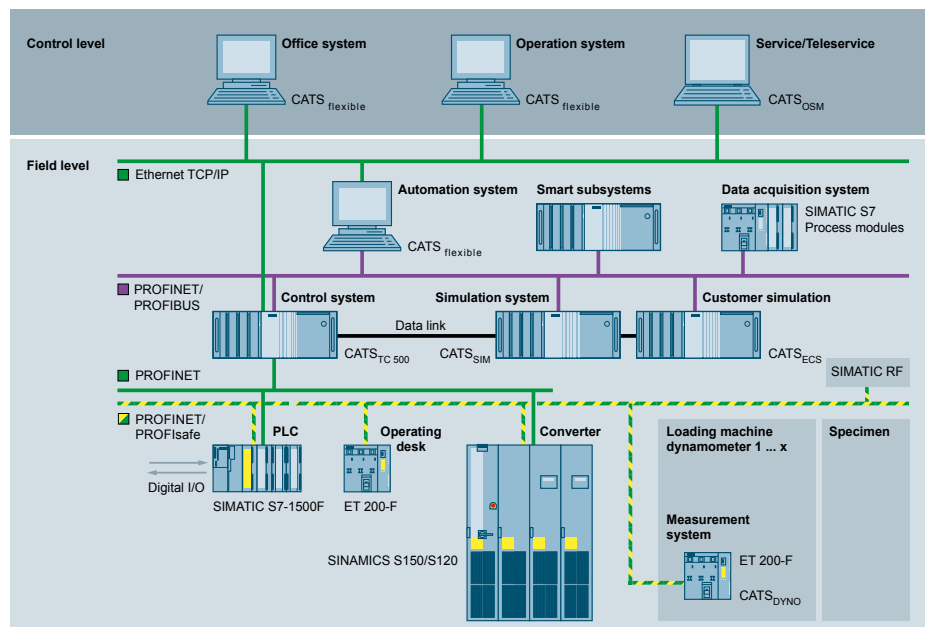 Control level
Office system
Operation system
Service/Teleservice
CATS flexible
CATS flexible
CATS OSM
Field level
Ethernet TCP/IP
Automation system
Smart subsystems
Data acquisition system
SIMATIC S7
Process modules
CATS flexible
PROFINET/
PROFIBUS
Control system
Simulation system
Customer simulation
Data link
CATS TC 500
CATS SIM
CATS ECS
PROFINET
SIMATIC RF
PROFINET/
PROFIsafe
PLC
Operating
desk
Converter
Loading machine
dynamometer 1 ... x
Specimen
Digital I/O
SIMATIC S7-1500F
ET 200-F
Measurement
system
SINAMICS S150/S120
ET 200-F
CATS DYNO